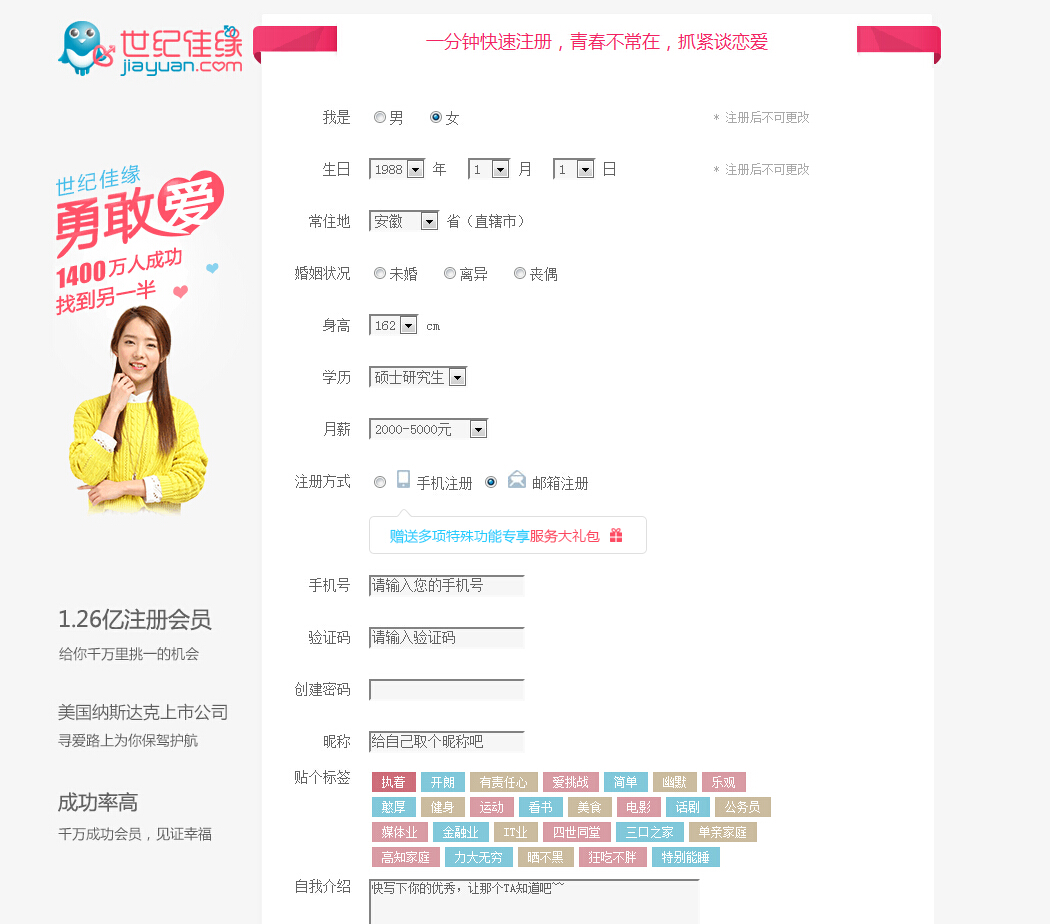 世纪佳缘
jiayuan.com
一分钟快速注册，青春不常在，抓紧谈恋爱
世纪佳缘
勇敢爱
1400万人成功
找到另一半
1.26亿注册会员
给你千万里挑一的机会
美国纳斯达克上市公司
寻爱路上为你保驾护航
成功率高
千万成功会员，见证幸福
我是 男 女 * 注册后不可更改
生日 1988 年 1 月 1 日 * 注册后不可更改
常住地 安徽 省（直辖市）
婚姻状况 未婚 离异 丧偶
身高 162 cm
学历 硕士研究生
月薪 2000-5000元
注册方式 手机注册 邮箱注册
赠送多项特殊功能专享服务大礼包
手机号 请输入您的手机号
验证码 请输入验证码
创建密码
昵称 给自己取个昵称吧
贴个标签 执着 开朗 有责任心 爱挑战 简单 幽默 乐观
憨厚 健身 运动 看书 美食 电影 话剧 公务员
媒体业 金融业 IT业 四世同堂 三口之家 单亲家庭
高知家庭 力大无穷 晒不黑 狂吃不胖 特别能睡
自我介绍 快写下你的优秀，让那个TA知道吧~~